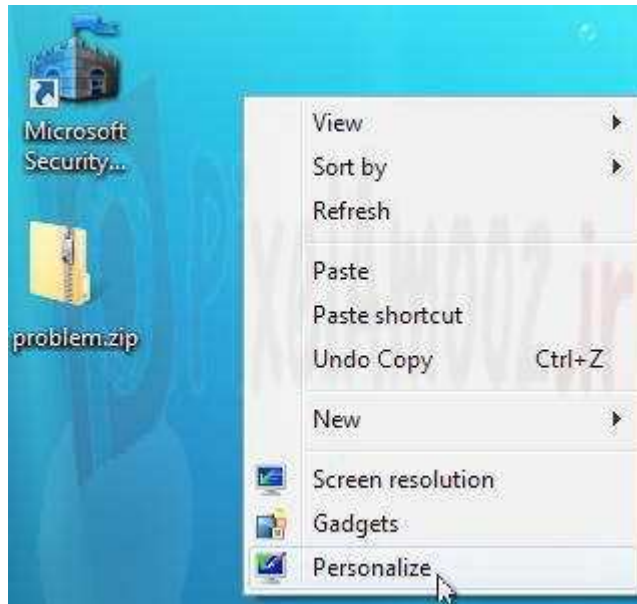 Microsoft
Security...
problem.zip
View
Sort by
Refresh
Paste
Paste shortcut
Undo Copy Ctrl+Z
New
Screen resolution
Gadgets
Personalize